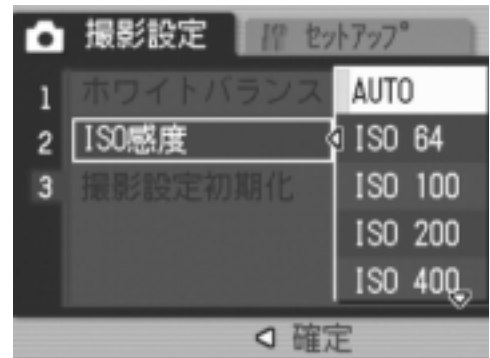 撮影設定 セットアップ
1 ホワイトバランス AUTO
2 ISO感度 ISO 64
3 撮影設定初期化 ISO 100
ISO 200
ISO 400
確定